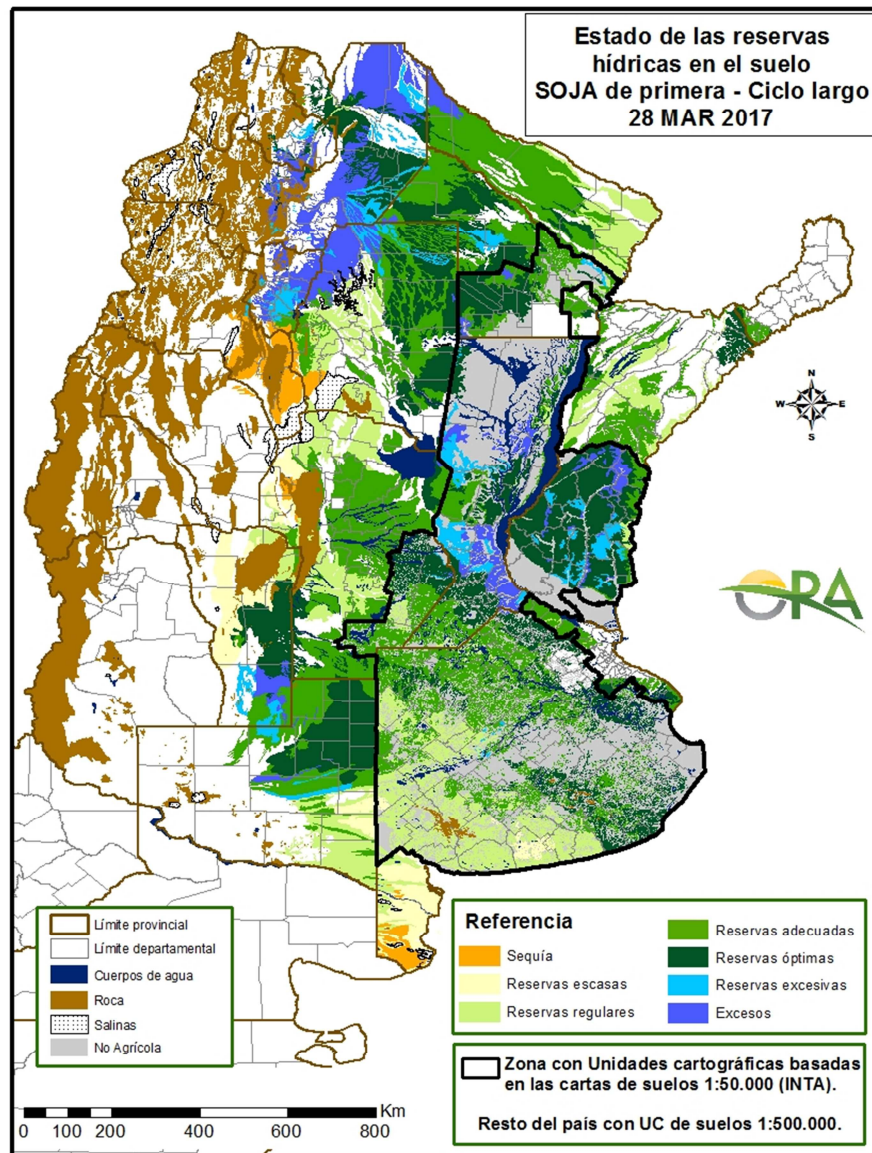 Estado de las reservas
hídricas en el suelo
SOJA de primera - Ciclo largo
28 MAR 2017
N
W E
S
ORA
Límite provincial
Límite departamental
Cuerpos de agua
Roca
Salinas
No Agrícola
Referencia
Sequía
Reservas escasas
Reservas regulares
Reservas adecuadas
Reservas óptimas
Reservas excesivas
Excesos
Zona con Unidades cartográficas basadas
en las cartas de suelos 1:50.000 (INTA).
Resto del país con UC de suelos 1:500.000.
Km
0 100 200 400 600 800